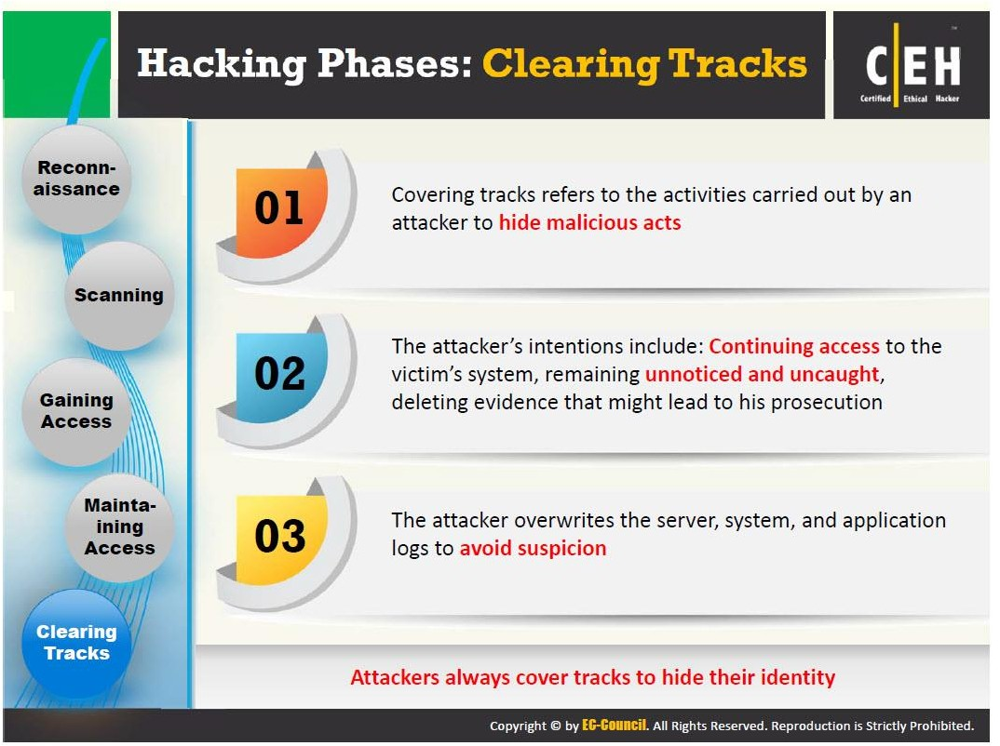 Hacking Phases: Clearing Tracks
C|EH
TM
Certified Ethical Hacker
Reconn-
aissance
Scanning
Gaining
Access
Mainta-
ining
Access
Clearing
Tracks
01
Covering tracks refers to the activities carried out by an
attacker to hide malicious acts
02
The attacker’s intentions include: Continuing access to the
victim’s system, remaining unnoticed and uncaught,
deleting evidence that might lead to his prosecution
03
The attacker overwrites the server, system, and application
logs to avoid suspicion
Attackers always cover tracks to hide their identity
Copyright © by EC-Council. All Rights Reserved. Reproduction is Strictly Prohibited.